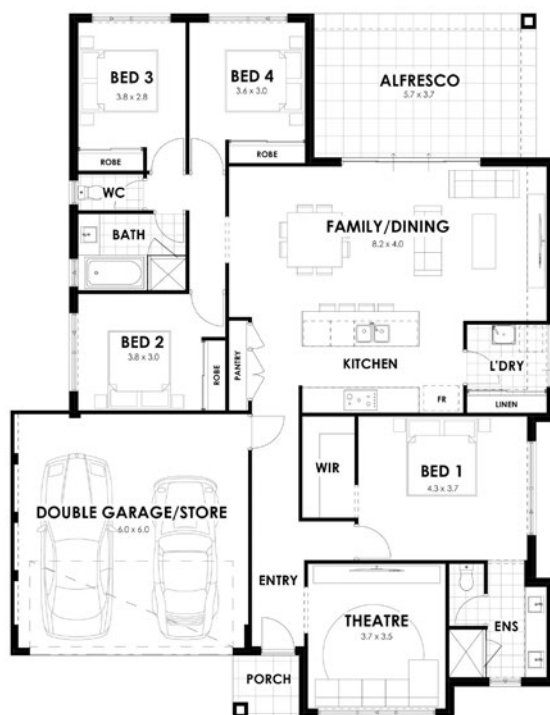 BED 3
3.8 x 2.8
BED 4
3.6 x 3.0
ALFRESCO
5.7 x 3.7
ROBE
ROBE
WC
BATH
FAMILY/DINING
8.2 x 4.0
BED 2
3.8 x 3.0
ROBE
PANTRY
KITCHEN
L'DRY
FR
LINEN
WIR
BED 1
4.3 x 3.7
DOUBLE GARAGE/STORE
6.0 x 6.0
ENTRY
THEATRE
3.7 x 3.5
ENS
PORCH